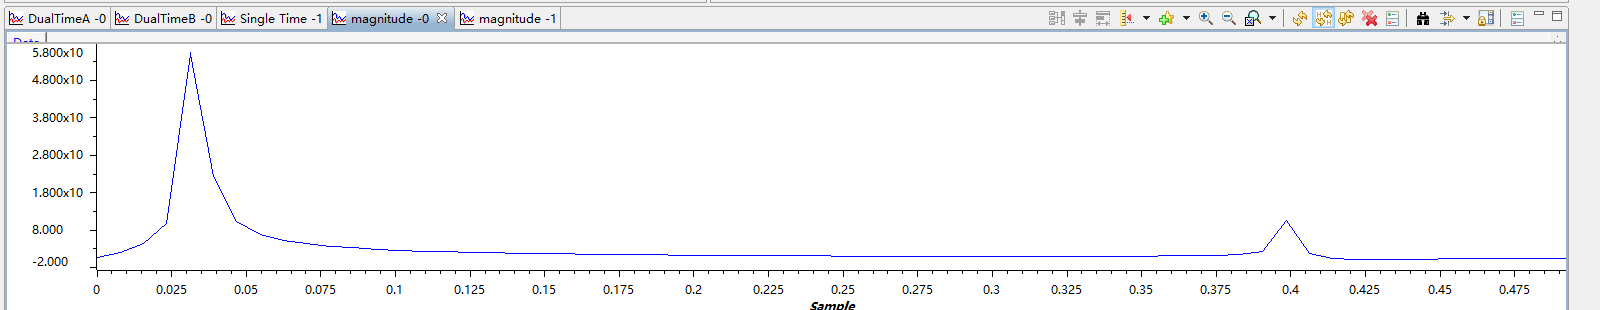 DualTimeA -0 DualTimeB -0 Single Time -1 magnitude -0 magnitude -1
Data
5.800x10
4.800x10
3.800x10
2.800x10
1.800x10
8.000
-2.000
0 0.025 0.05 0.075 0.1 0.125 0.15 0.175 0.2 0.225 0.25 0.275 0.3 0.325 0.35 0.375 0.4 0.425 0.45 0.475
Sample